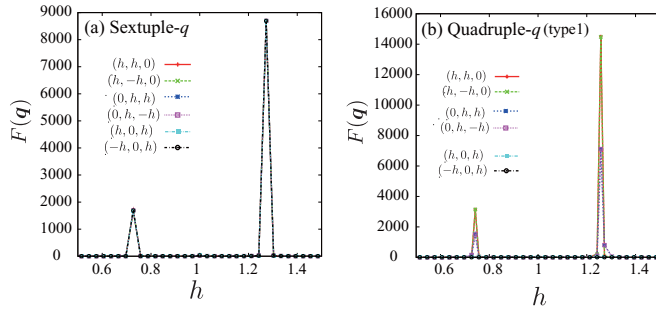 (a) Sextuple-q
F(q)
9000
8000
7000
6000
5000
4000
3000
2000
1000
0
(h, h, 0)
(h, −h, 0)
(0, h, h)
(0, h, −h)
(h, 0, h)
(−h, 0, h)
0.6 0.8 1 1.2 1.4
h
(b) Quadruple-q (type1)
F(q)
16000
14000
12000
10000
8000
6000
4000
2000
0
(h, h, 0)
(h, −h, 0)
(0, h, h)
(0, h, −h)
(h, 0, h)
(−h, 0, h)
0.6 0.8 1 1.2 1.4
h